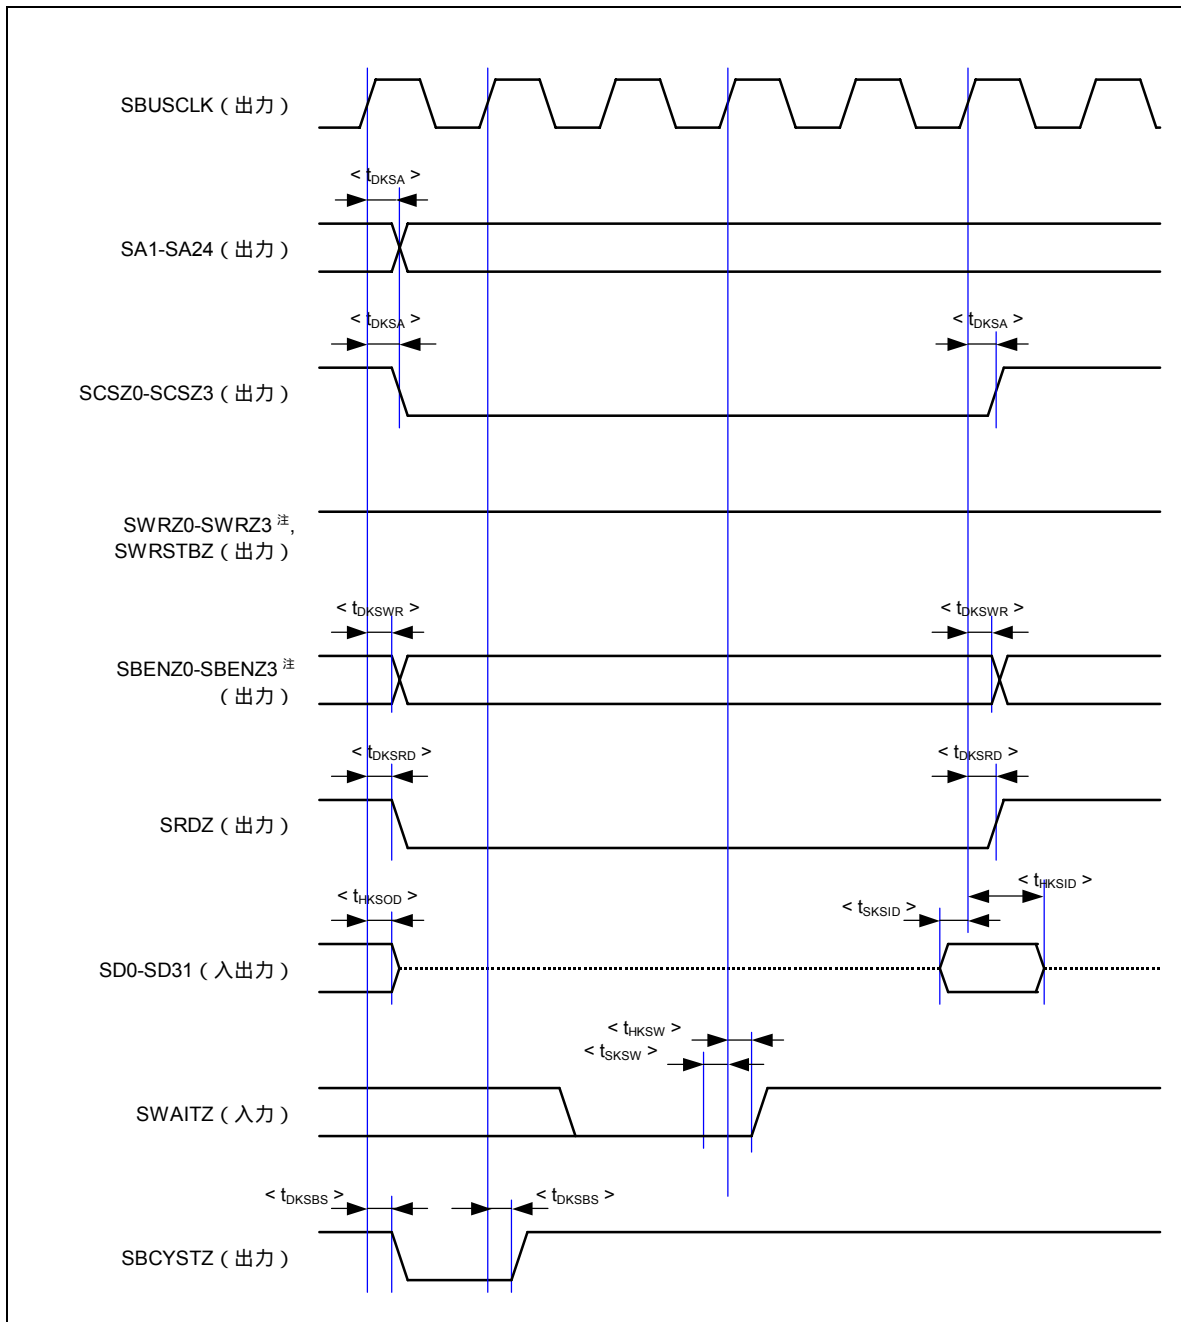 SBUSCLK（出力）
< tDKSA >
SA1-SA24（出力）
< tDKSA >
< tDKSA >
SCSZ0-SCSZ3（出力）
SWRZ0-SWRZ3 注,
SWRSTBZ（出力）
< tDKSWR >
< tDKSWR >
SBENZ0-SBENZ3 注
（出力）
< tDKSRD >
< tDKSRD >
SRDZ（出力）
< tHKSOD >
< tSKSID >
< tHKSID >
SD0-SD31（入出力）
< tHKSW >
< tSKSW >
SWAITZ（入力）
< tDKSBS >
< tDKSBS >
SBCYSTZ（出力）